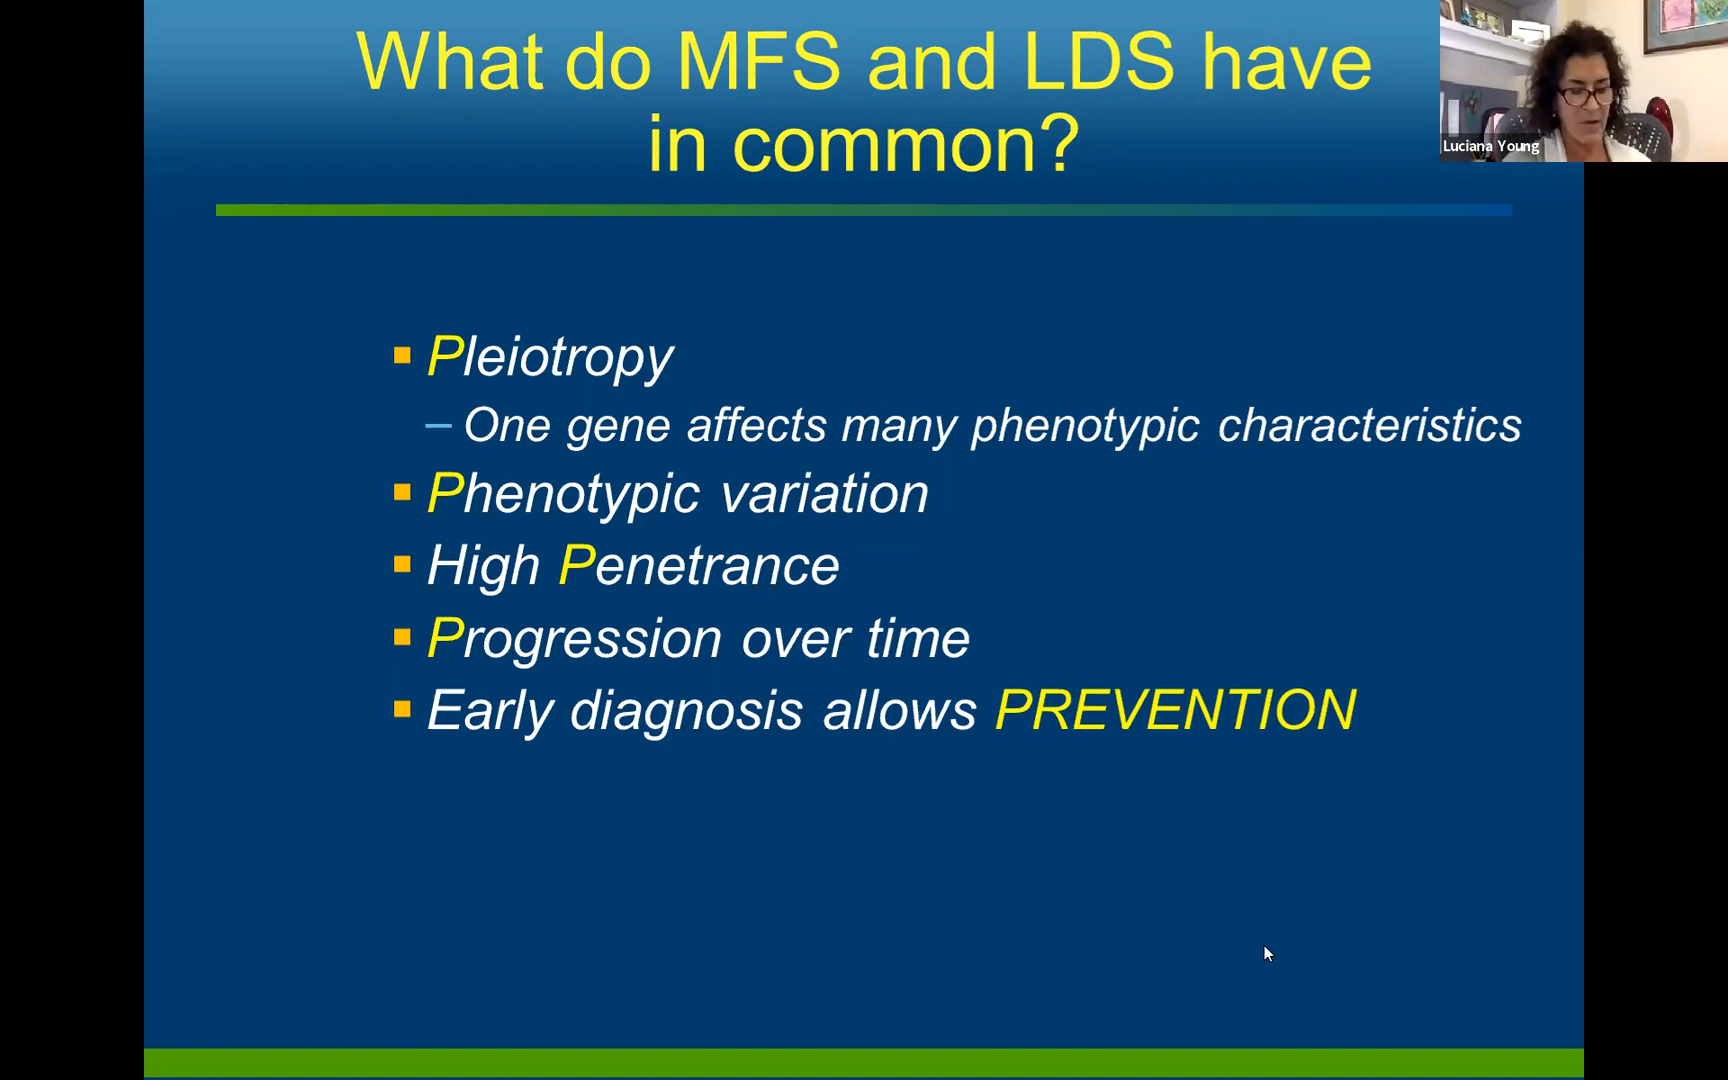 What do MFS and LDS have
in common?
Luciana Young
Pleiotropy
– One gene affects many phenotypic characteristics
Phenotypic variation
High Penetrance
Progression over time
Early diagnosis allows PREVENTION